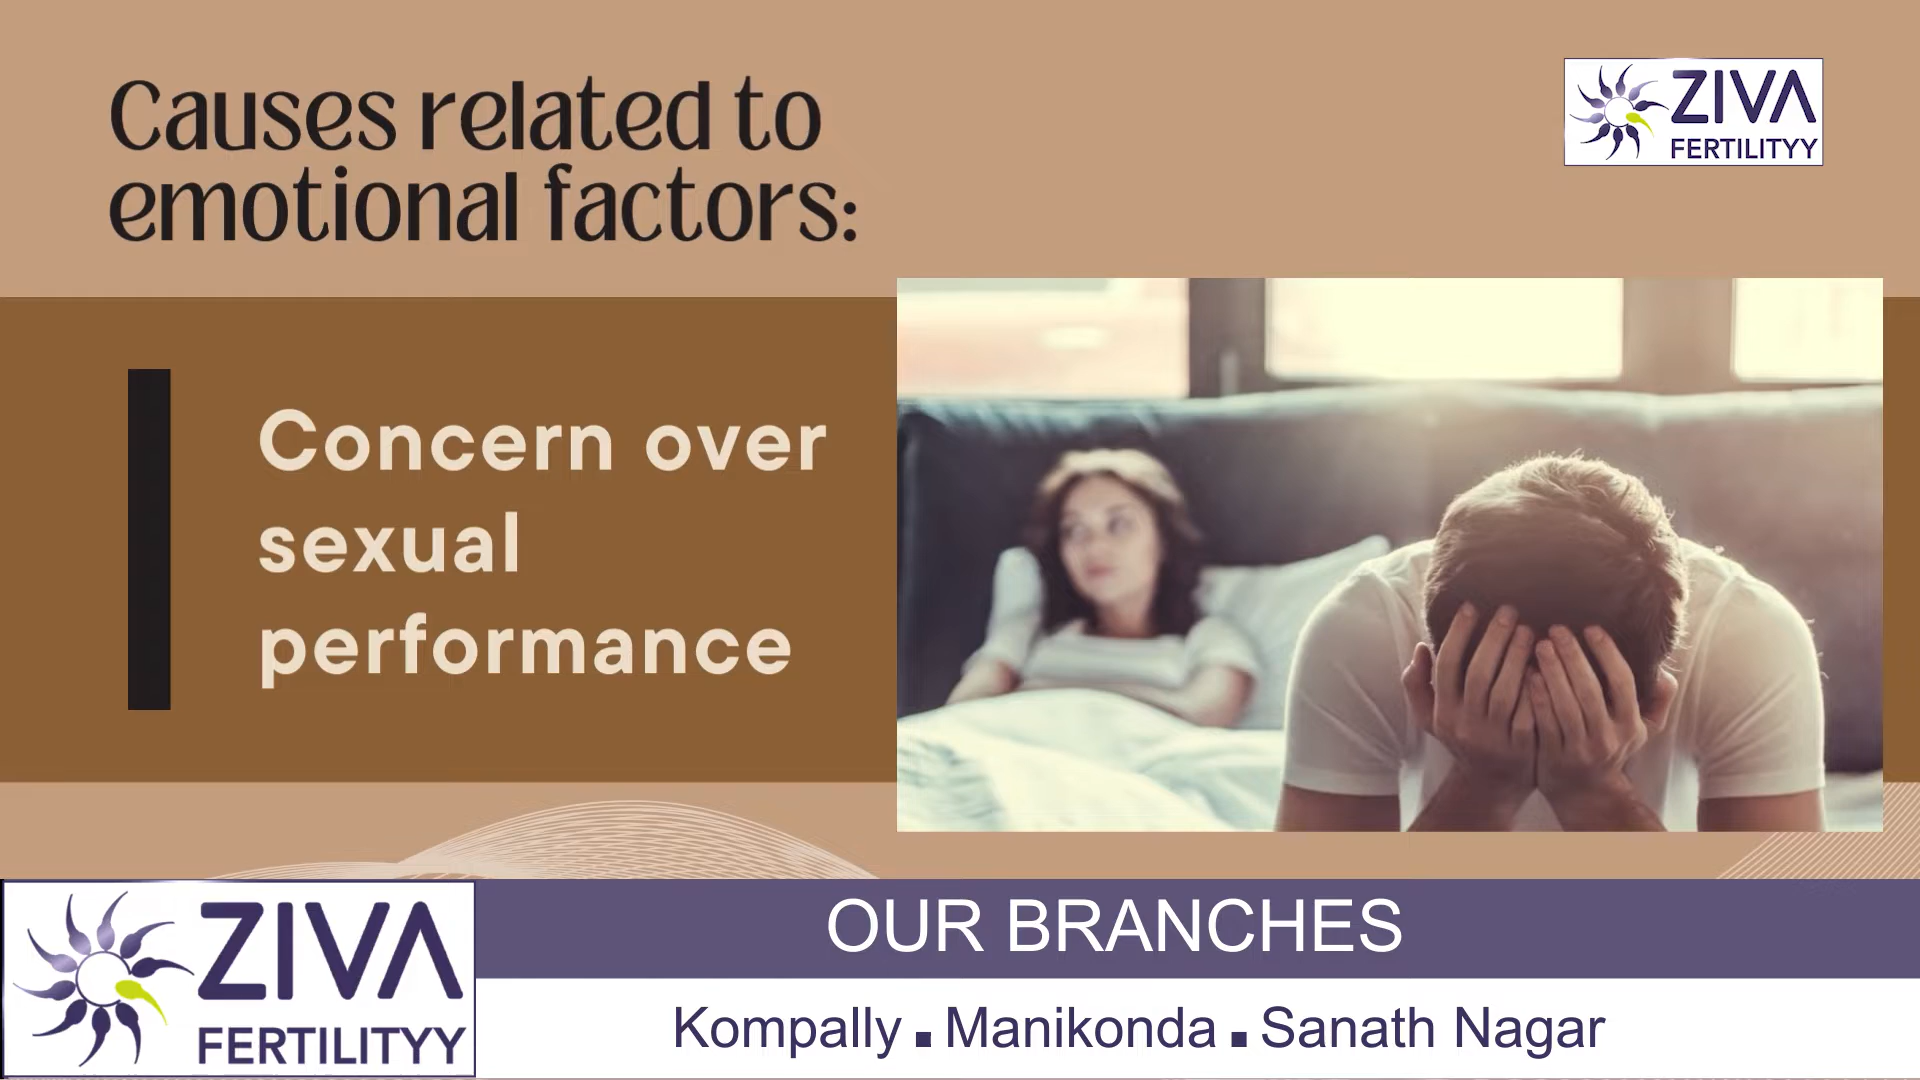 Causes related to
emotional factors:
ZIVA
FERTILITYY
Concern over
sexual
performance
ZIVA
FERTILITYY
OUR BRANCHES
Kompally ▪ Manikonda ▪ Sanath Nagar